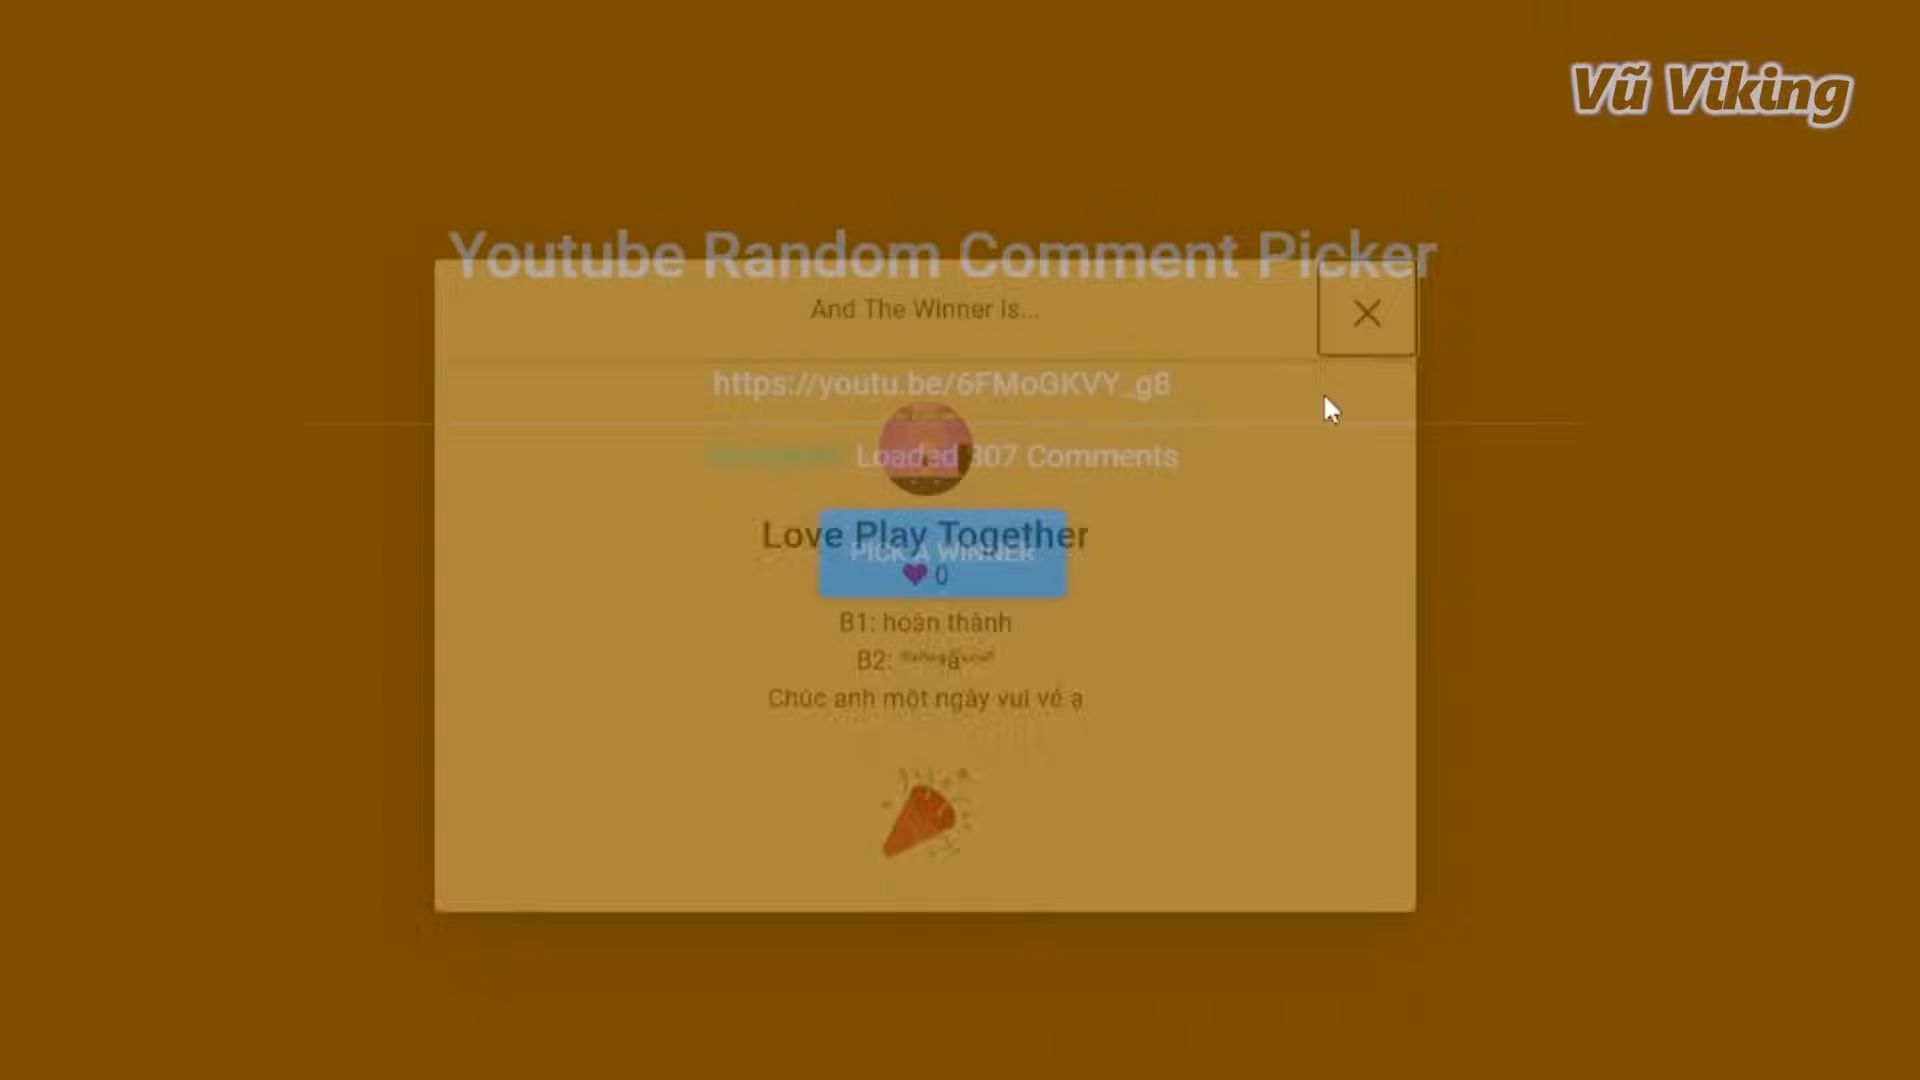 Vũ Viking
Youtube Random Comment Picker
And The Winner Is...
https://youtu.be/6FMoGKVY_g8
Loaded 307 Comments
Love Play Together
PICK A WINNER
0
B1: hoàn thành
B2:
Chúc anh một ngày vui vẻ ạ